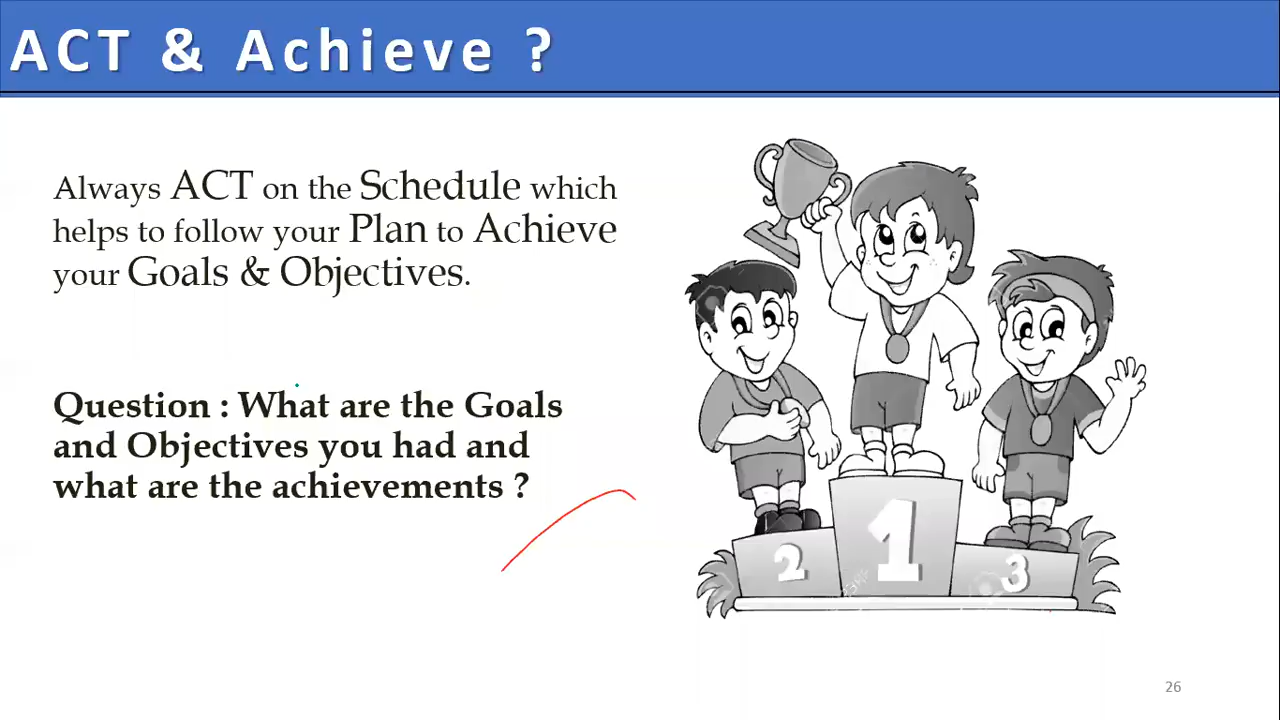 ACT & Achieve ?
Always ACT on the Schedule which
helps to follow your Plan to Achieve
your Goals & Objectives.
Question : What are the Goals
and Objectives you had and
what are the achievements ?
2
1
3
26